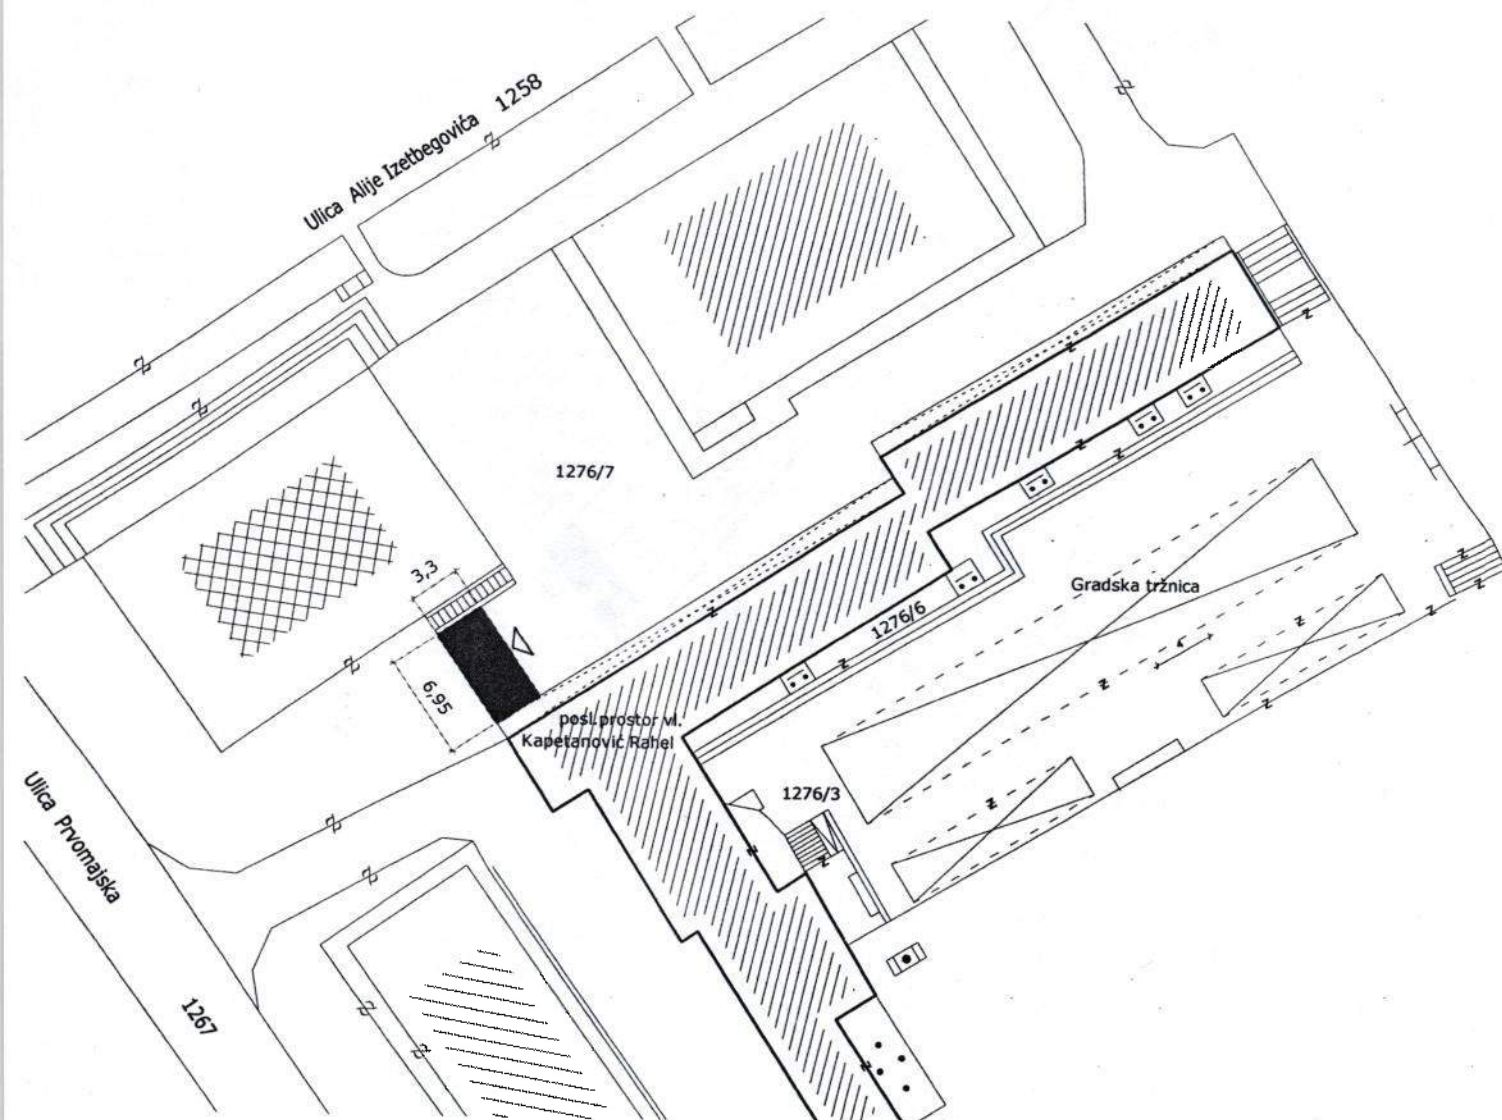 Ulica Alije Izetbegovića 1258
1276/7
3,3
Gradska tržnica
1276/6
6,95
posl.prostor vl.
Kapetanović Rahel
1276/3
Ulica Prvomajska
1267